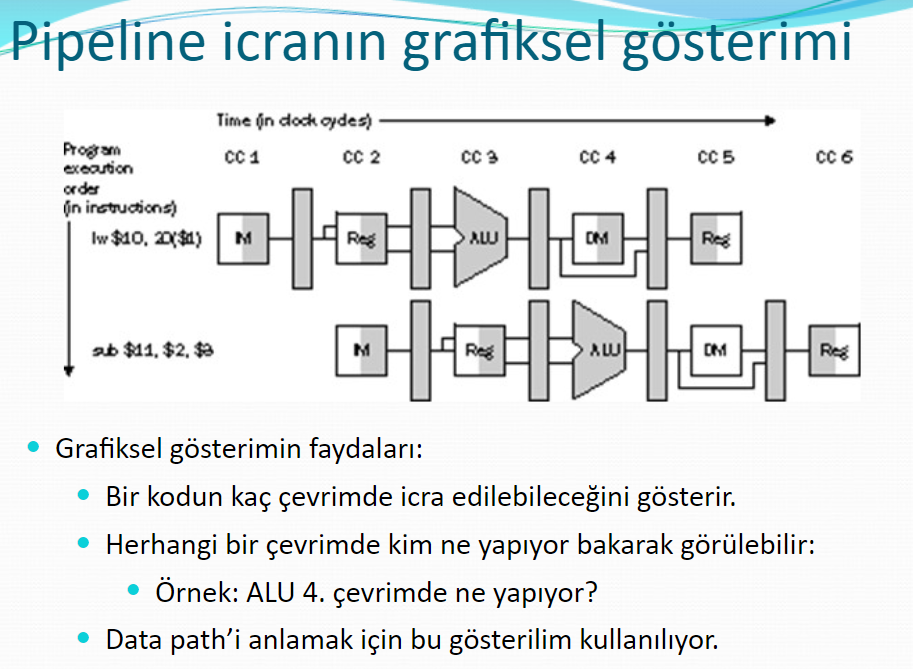 Pipeline icranın grafiksel gösterimi
Time (in clock cycles)
Program
execution
order
(in instructions)
CC 1 CC 2 CC 3 CC 4 CC 5 CC 6
lw $10, 20($1) IM Reg ALU DM Reg
sub $11, $2, $3 IM Reg ALU DM Reg
• Grafiksel gösterimin faydaları:
• Bir kodun kaç çevrimde icra edilebileceğini gösterir.
• Herhangi bir çevrimde kim ne yapıyor bakarak görülebilir:
• Örnek: ALU 4. çevrimde ne yapıyor?
• Data path’i anlamak için bu gösterilim kullanılıyor.